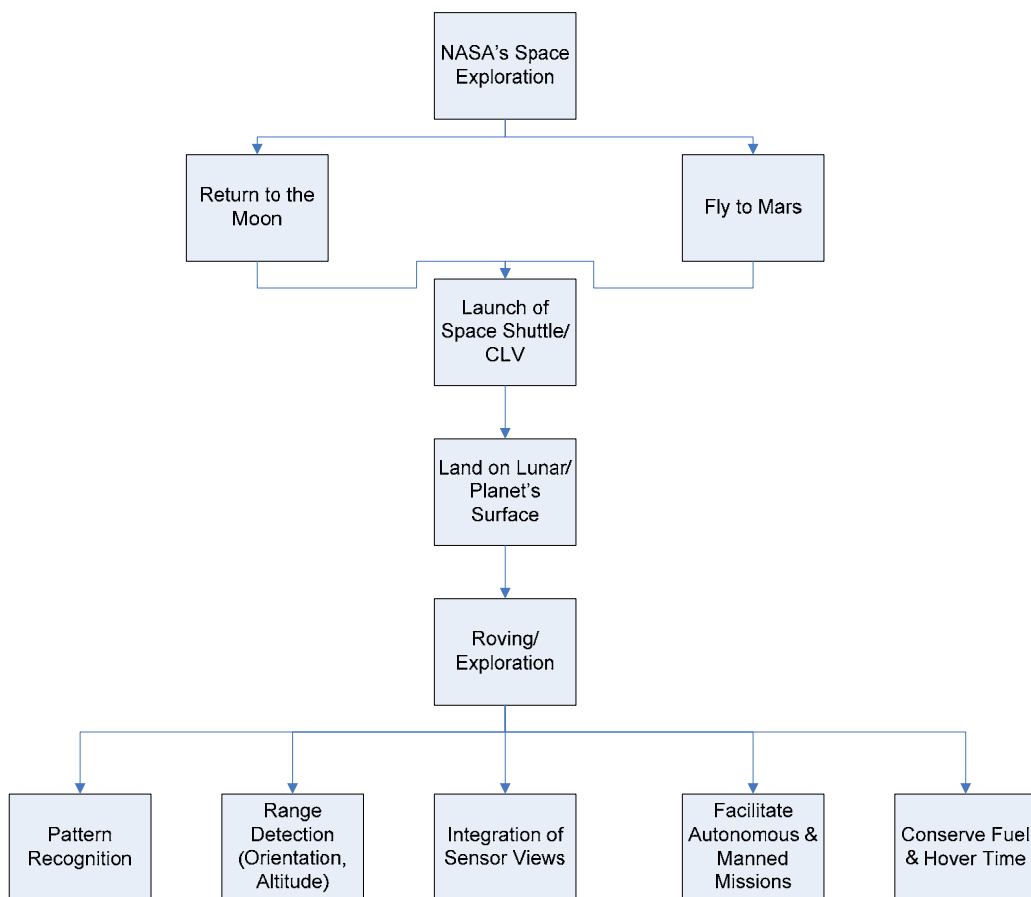 NASA's Space
Exploration
Return to the
Moon
Fly to Mars
Launch of
Space Shuttle/
CLV
Land on Lunar/
Planet's
Surface
Roving/
Exploration
Pattern
Recognition
Range
Detection
(Orientation,
Altitude)
Integration of
Sensor Views
Facilitate
Autonomous &
Manned
Missions
Conserve Fuel
& Hover Time